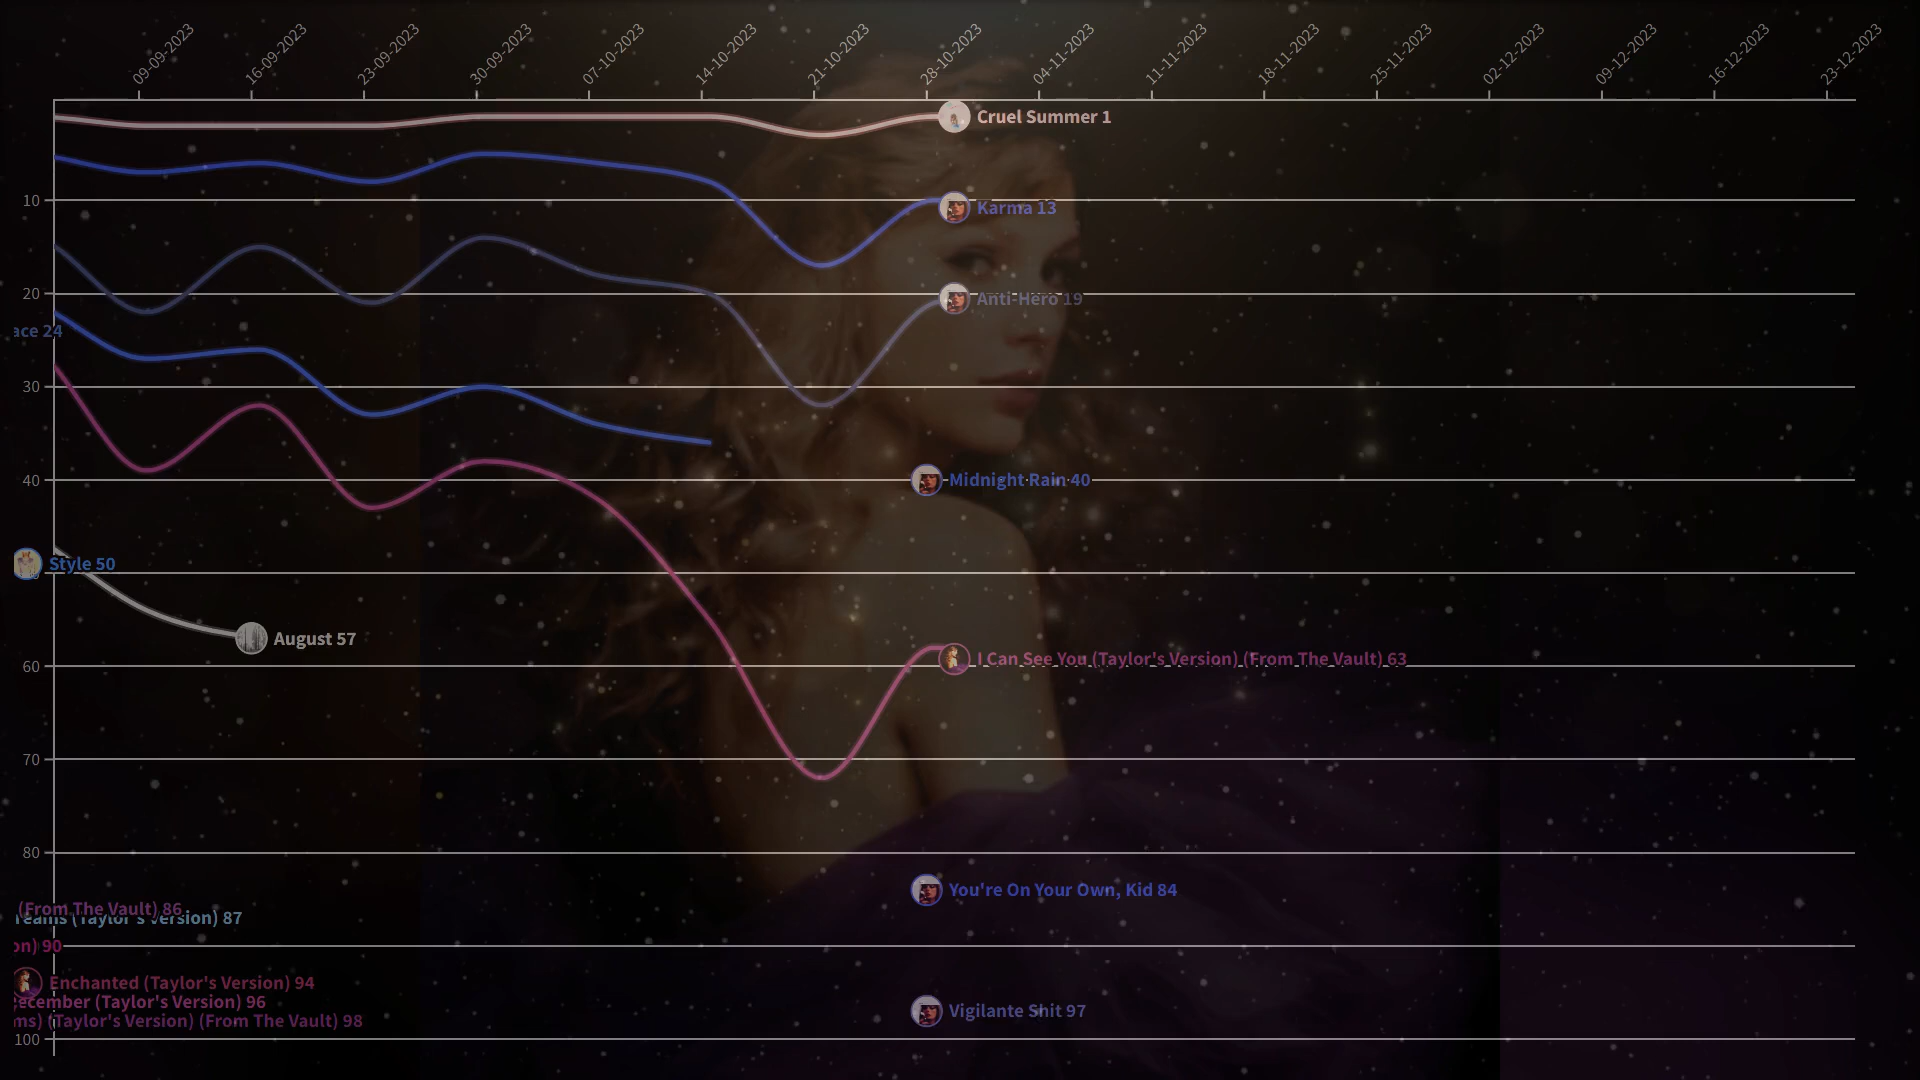 09-09-2023
16-09-2023
23-09-2023
30-09-2023
07-10-2023
14-10-2023
21-10-2023
28-10-2023
04-11-2023
11-11-2023
18-11-2023
25-11-2023
02-12-2023
09-12-2023
16-12-2023
23-12-2023
Cruel Summer 1
10
Karma 13
20
Anti-Hero 19
ace 24
30
40
Midnight Rain 40
Style 50
August 57
60
I Can See You (Taylor's Version) (From The Vault) 63
70
80
You're On Your Own, Kid 84
(From The Vault) 86
reams (Taylor's Version) 87
on) 90
Enchanted (Taylor's Version) 94
ecember (Taylor's Version) 96
Vigilante Shit 97
ms) (Taylor's Version) (From The Vault) 98
100